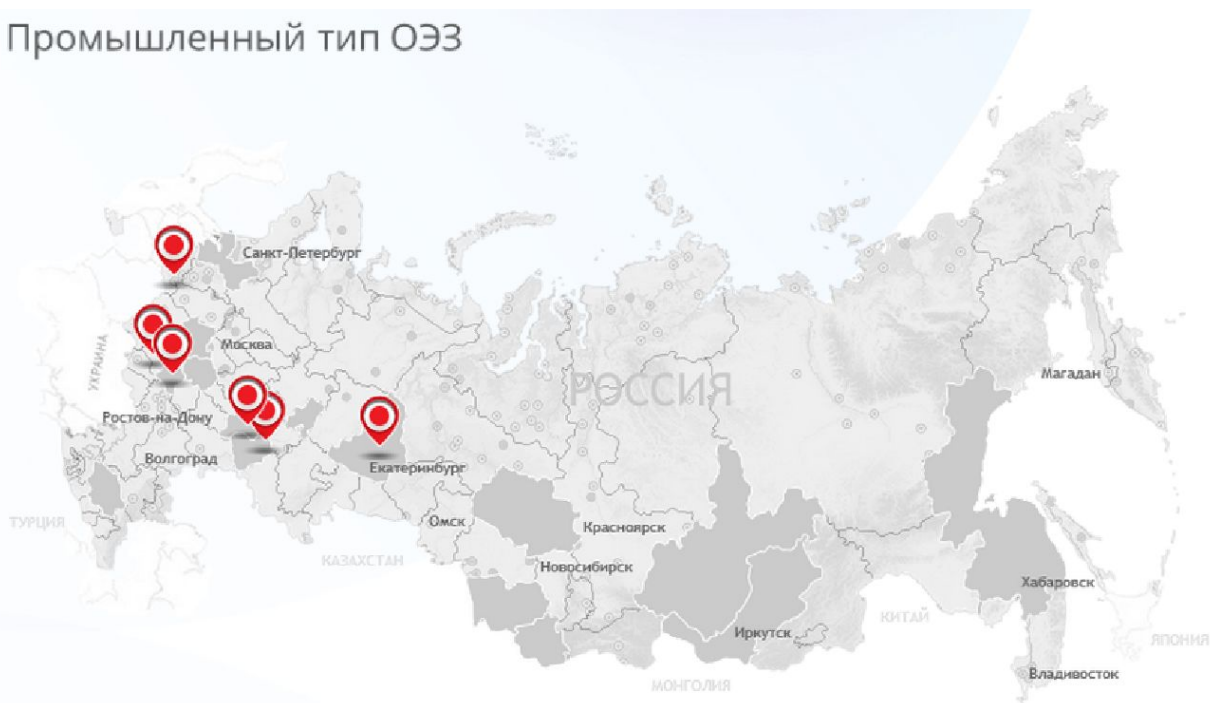 Промышленный тип ОЭЗ
Санкт-Петербург
УКРАИНА
Москва
РОССИЯ
Магадан
Ростов-на-Дону
Волгоград
Екатеринбург
ТУРЦИЯ
Омск
Красноярск
КАЗАХСТАН
Новосибирск
Хабаровск
КИТАЙ
Иркутск
ЯПОНИЯ
Владивосток
МОНГОЛИЯ